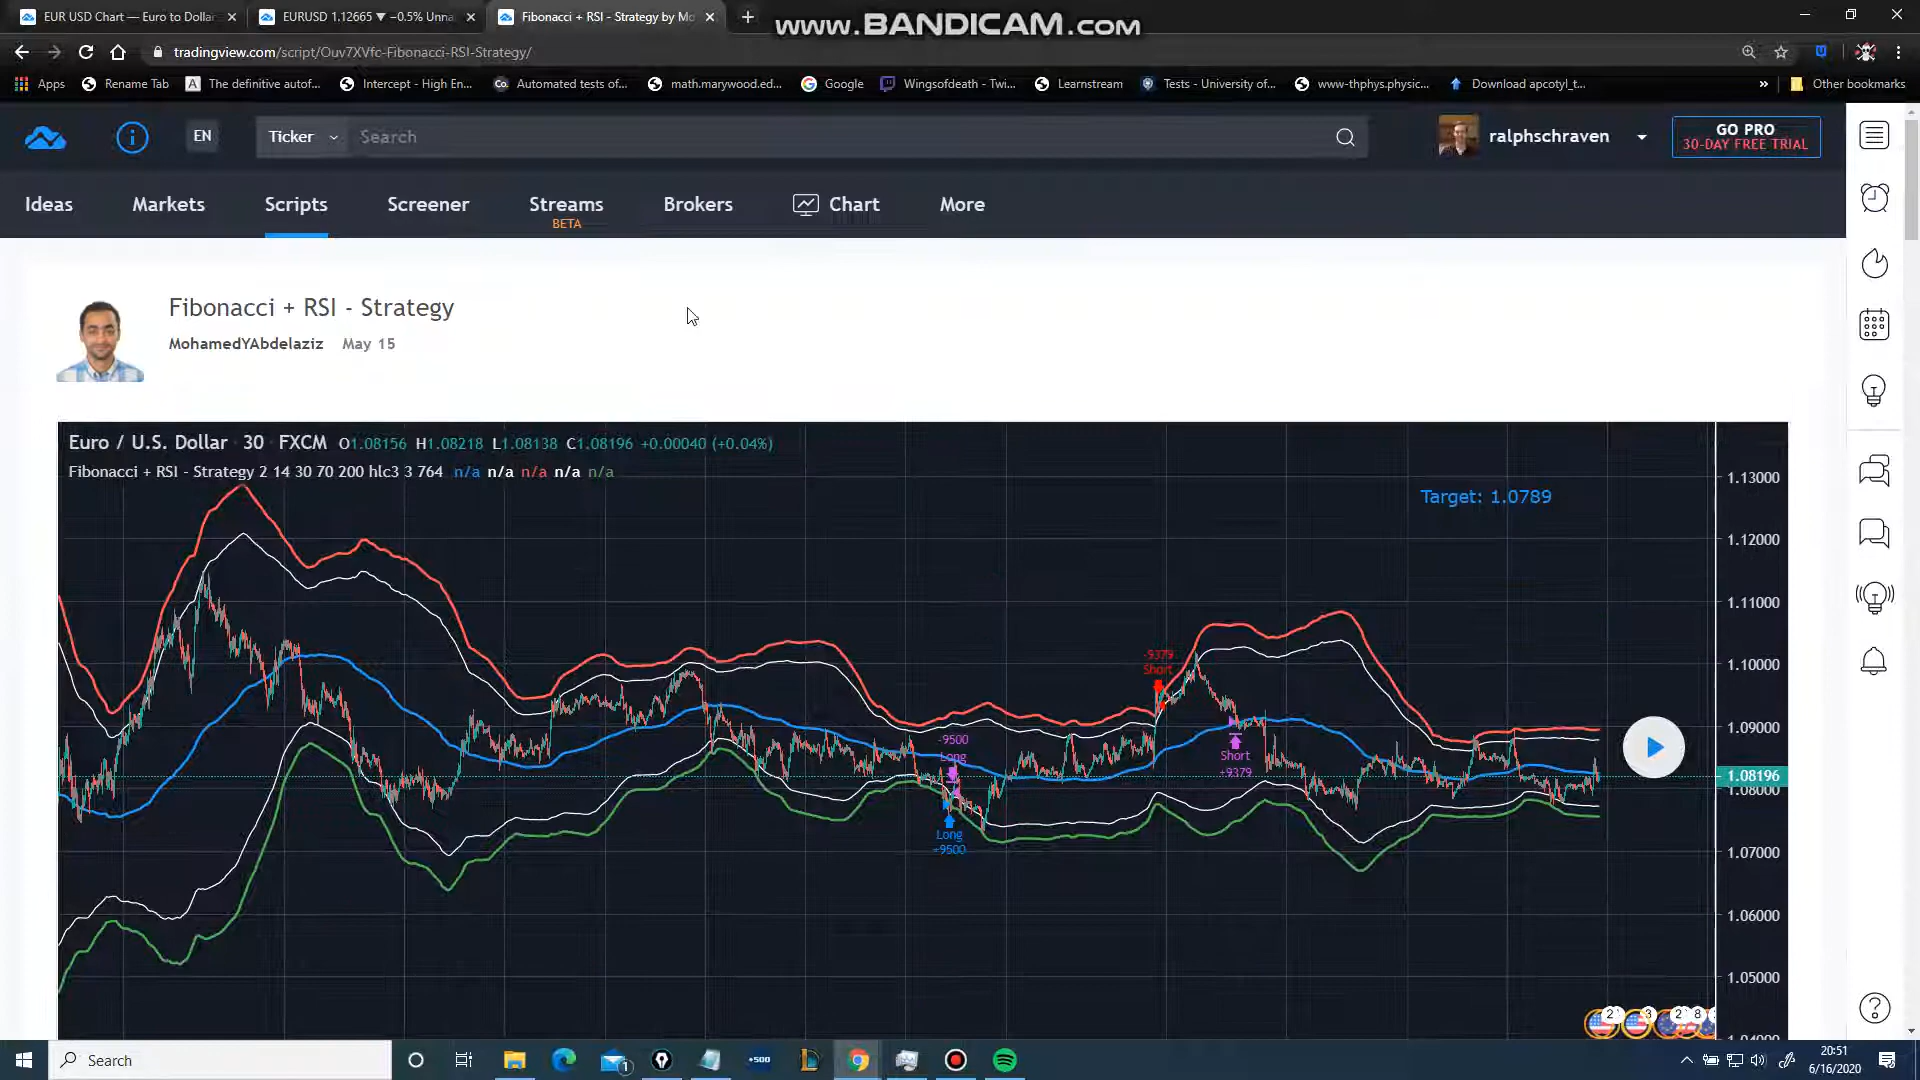 EUR USD Chart — Euro to Dollar
EURUSD 1.12665 ▼ −0.5% Unna
Fibonacci + RSI - Strategy by Mo
www.BANDICAM.com
tradingview.com/script/Ouv7XVfc-Fibonacci-RSI-Strategy/
Apps
Rename Tab
The definitive autof...
Intercept - High En...
Automated tests of...
math.marywood.ed...
Google
Wingsofdeath - Twi...
Learnstream
Tests - University of...
www-thphys.physic...
Download apcotyl_t...
»
Other bookmarks
EN
Ticker
Search
ralphschraven
GO PRO
30-DAY FREE TRIAL
Ideas
Markets
Scripts
Screener
Streams
BETA
Brokers
Chart
More
Fibonacci + RSI - Strategy
MohamedYAbdelaziz May 15
Euro / U.S. Dollar 30 FXCM O1.08156 H1.08218 L1.08138 C1.08196 +0.00040 (+0.04%)
Fibonacci + RSI - Strategy 2 14 30 70 200 hlc3 3 764 n/a n/a n/a n/a n/a
Target: 1.0789
1.13000
1.12000
1.11000
1.10000
1.09000
1.08196
1.08000
1.07000
1.06000
1.05000
-9379
Short
-9500
Long
Long
+9500
Short
+9379
2
3
2
8
Search
1
+500
20:51
6/16/2020